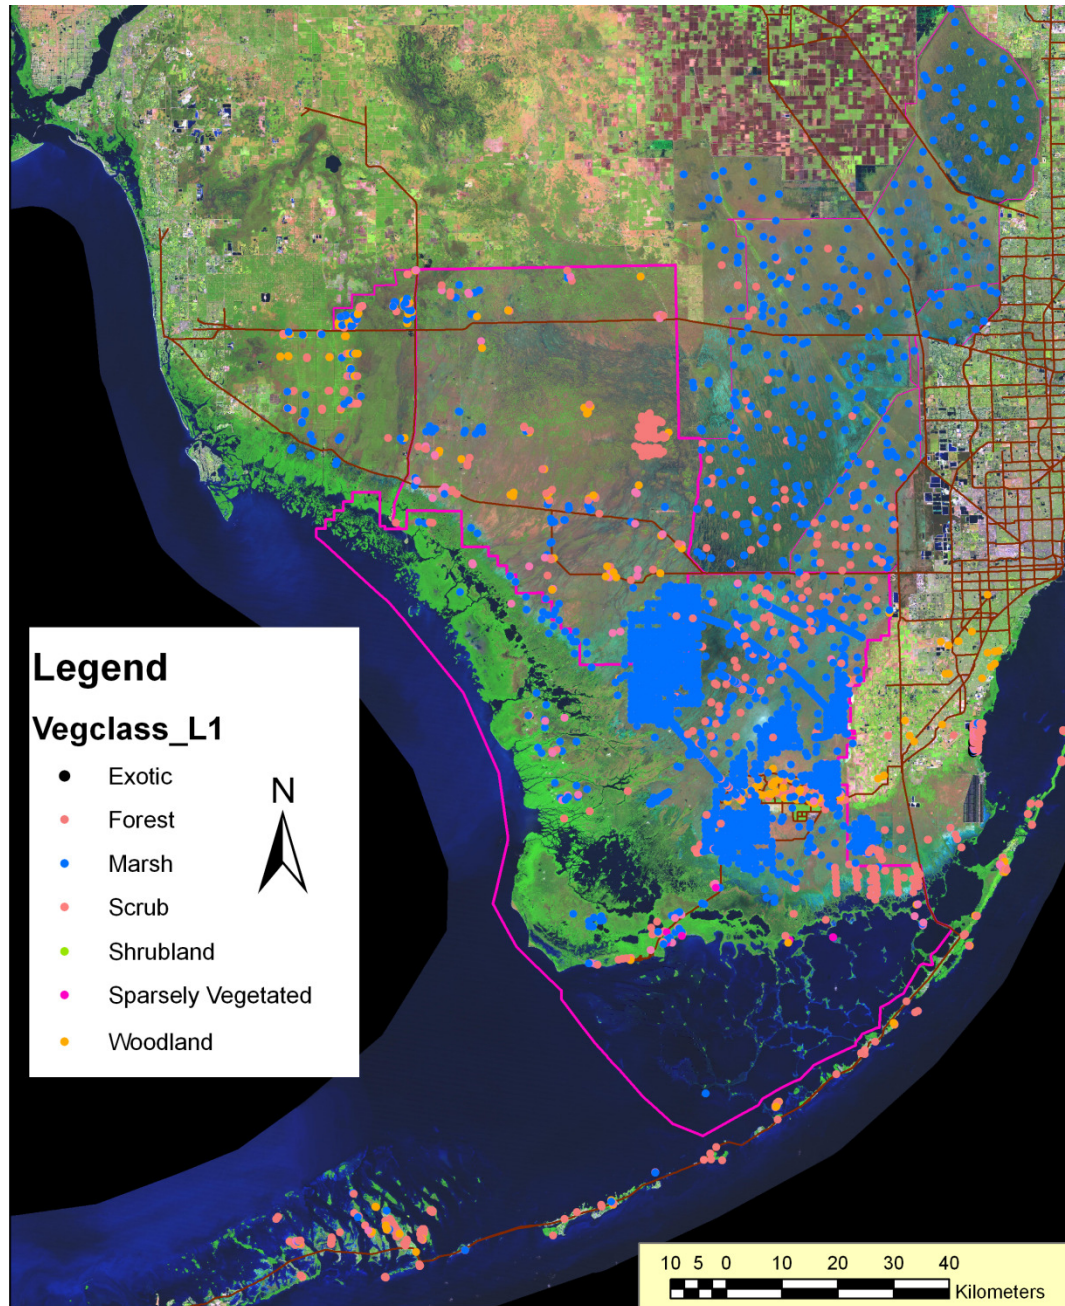 Legend
Vegclass_L1
Exotic
Forest
Marsh
Scrub
Shrubland
Sparsely Vegetated
Woodland
N
10 5 0 10 20 30 40
Kilometers